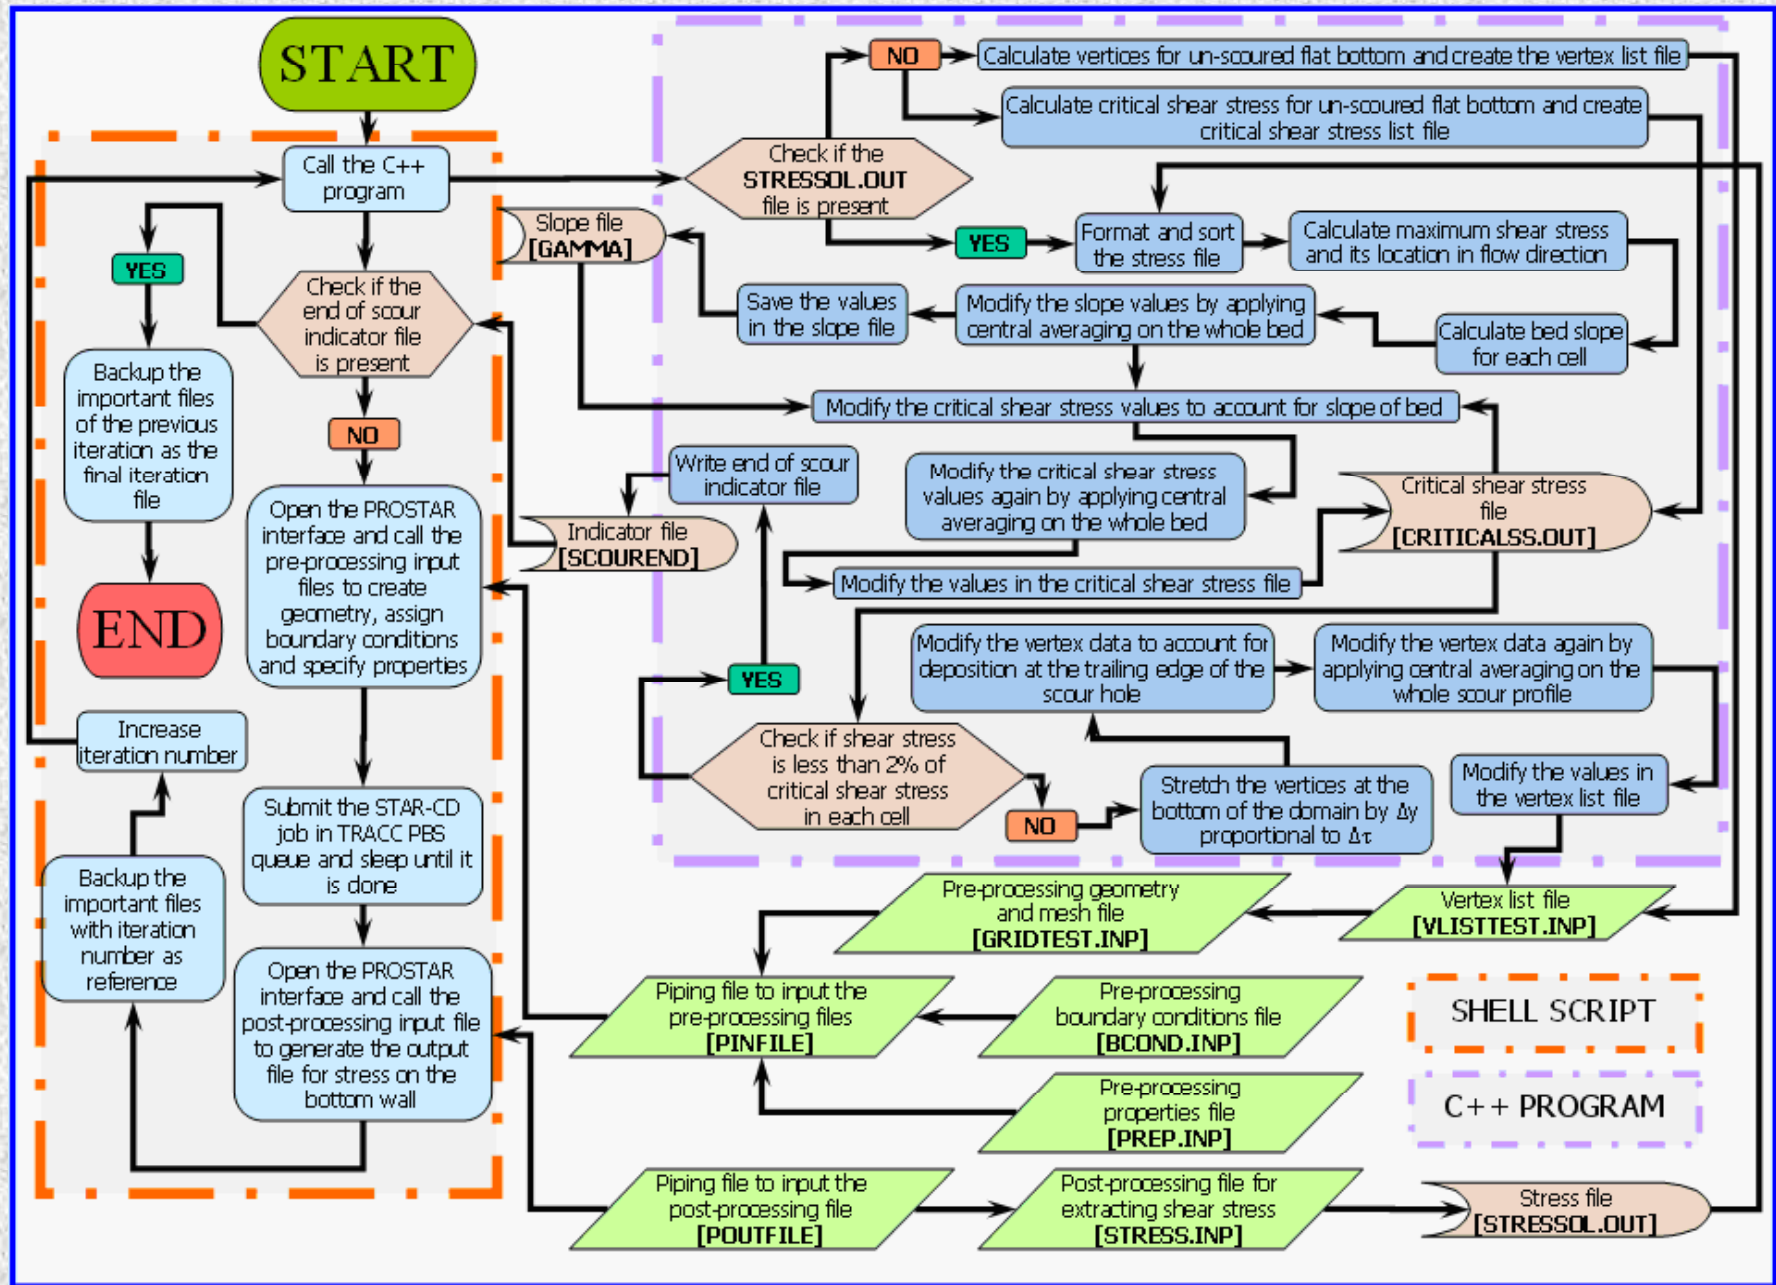 START
Call the C++
program
YES
Check if the
end of scour
indicator file
is present
NO
Backup the
important files
of the previous
iteration as the
final iteration
file
END
Open the PROSTAR
interface and call the
pre-processing input
files to create
geometry, assign
boundary conditions
and specify properties
Increase
iteration number
Submit the STAR-CD
job in TRACC PBS
queue and sleep until it
is done
Backup the
important files
with iteration
number as
reference
Open the PROSTAR
interface and call the
post-processing input file
to generate the output
file for stress on the
bottom wall
NO
Calculate vertices for un-scoured flat bottom and create the vertex list file
Calculate critical shear stress for un-scoured flat bottom and create
critical shear stress list file
Check if the
STRESSOL.OUT
file is present
Slope file
[GAMMA]
YES
Format and sort
the stress file
Calculate maximum shear stress
and its location in flow direction
Save the values
in the slope file
Modify the slope values by applying
central averaging on the whole bed
Calculate bed slope
for each cell
Modify the critical shear stress values to account for slope of bed
Write end of scour
indicator file
Modify the critical shear stress
values again by applying central
averaging on the whole bed
Critical shear stress
file
[CRITICALSS.OUT]
Indicator file
[SCOUREND]
Modify the values in the critical shear stress file
YES
Modify the vertex data to account for
deposition at the trailing edge of the
scour hole
Modify the vertex data again by
applying central averaging on the
whole scour profile
Check if shear stress
is less than 2% of
critical shear stress
in each cell
NO
Stretch the vertices at the
bottom of the domain by Δy
proportional to Δτ
Modify the values in
the vertex list file
Pre-processing geometry
and mesh file
[GRIDTEST.INP]
Vertex list file
[VLISTTEST.INP]
Piping file to input the
pre-processing files
[PINFILE]
Pre-processing
boundary conditions file
[BCOND.INP]
SHELL SCRIPT
Pre-processing
properties file
[PREP.INP]
C++ PROGRAM
Piping file to input the
post-processing file
[POUTFILE]
Post-processing file for
extracting shear stress
[STRESS.INP]
Stress file
[STRESSOL.OUT]